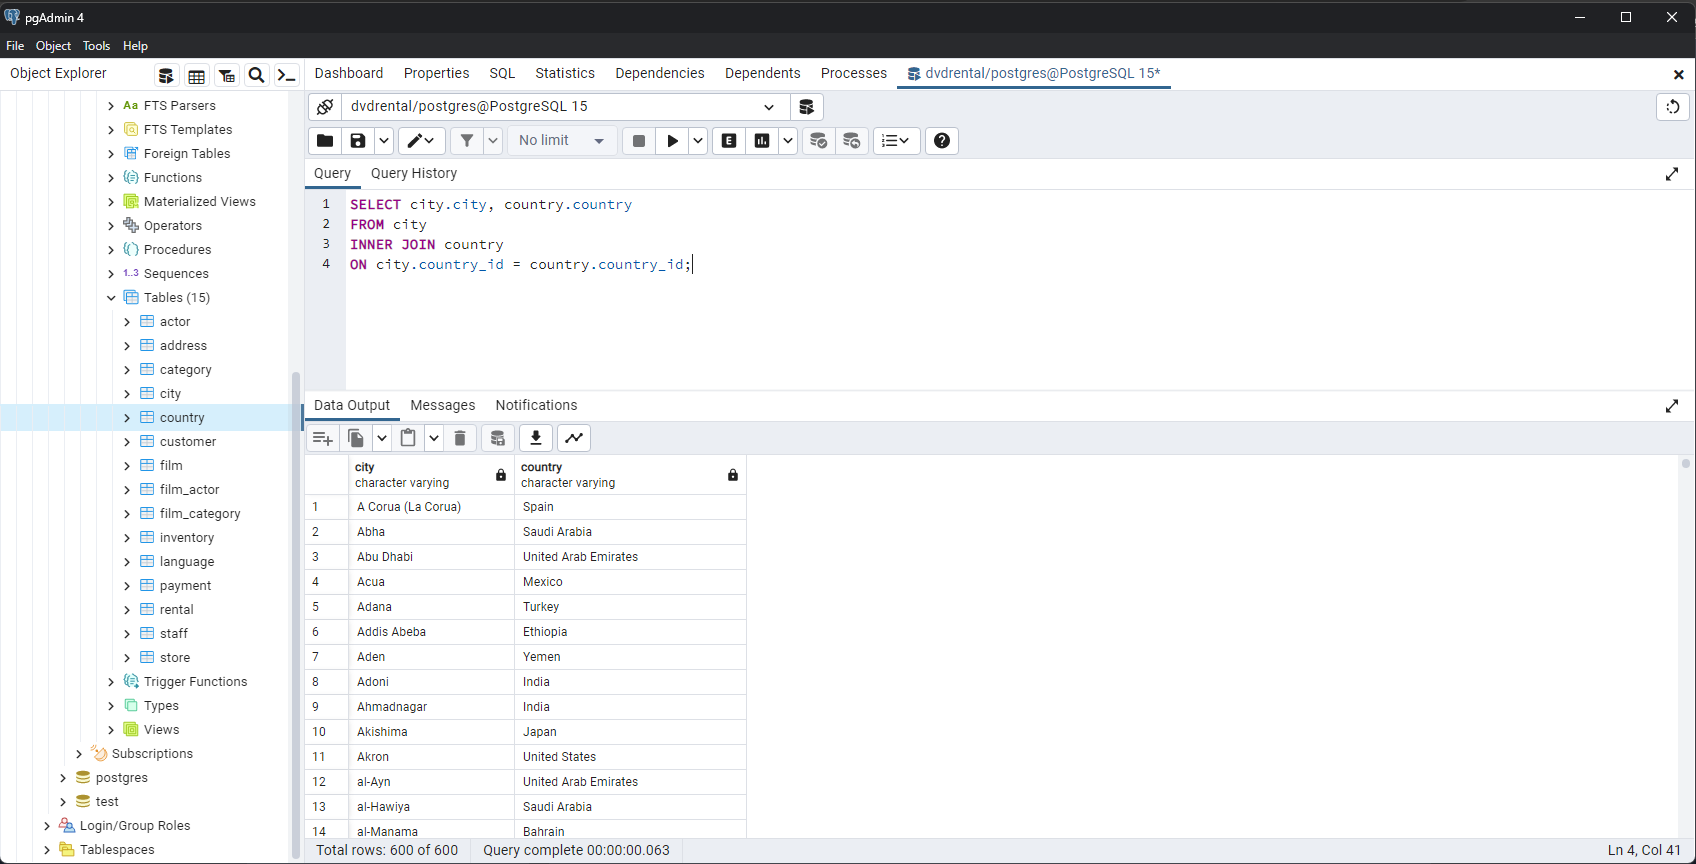 pgAdmin 4
File Object Tools Help
Object Explorer
Dashboard Properties SQL Statistics Dependencies Dependents Processes dvdrental/postgres@PostgreSQL 15*
FTS Parsers
FTS Templates
Foreign Tables
Functions
Materialized Views
Operators
Procedures
1..3 Sequences
Tables (15)
actor
address
category
city
country
customer
film
film_actor
film_category
inventory
language
payment
rental
staff
store
Trigger Functions
Types
Views
Subscriptions
postgres
test
Login/Group Roles
Tablespaces
dvdrental/postgres@PostgreSQL 15
No limit
E
Query Query History
1 SELECT city.city, country.country
2 FROM city
3 INNER JOIN country
4 ON city.country_id = country.country_id;
Data Output Messages Notifications
city country
character varying character varying
1 A Corua (La Corua) Spain
2 Abha Saudi Arabia
3 Abu Dhabi United Arab Emirates
4 Acua Mexico
5 Adana Turkey
6 Addis Abeba Ethiopia
7 Aden Yemen
8 Adoni India
9 Ahmadnagar India
10 Akishima Japan
11 Akron United States
12 al-Ayn United Arab Emirates
13 al-Hawiya Saudi Arabia
14 al-Manama Bahrain
Total rows: 600 of 600 Query complete 00:00:00.063 Ln 4, Col 41